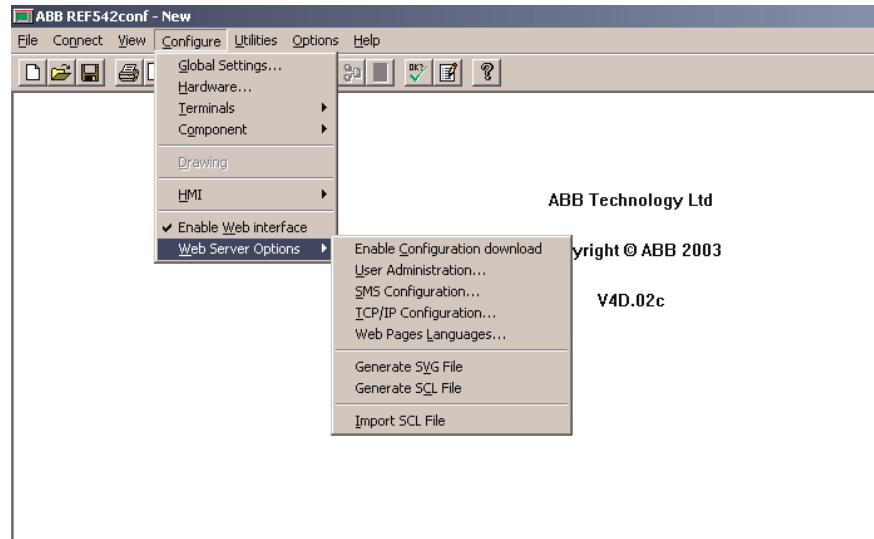 ABB REF542conf - New
File Connect View Configure Utilities Options Help
OK?
?
Global Settings...
Hardware...
Terminals
Component
Drawing
HMI
Enable Web interface
Web Server Options
Enable Configuration download
User Administration...
SMS Configuration...
TCP/IP Configuration...
Web Pages Languages...
Generate SVG File
Generate SCL File
Import SCL File
ABB Technology Ltd
yright © ABB 2003
V4D.02c